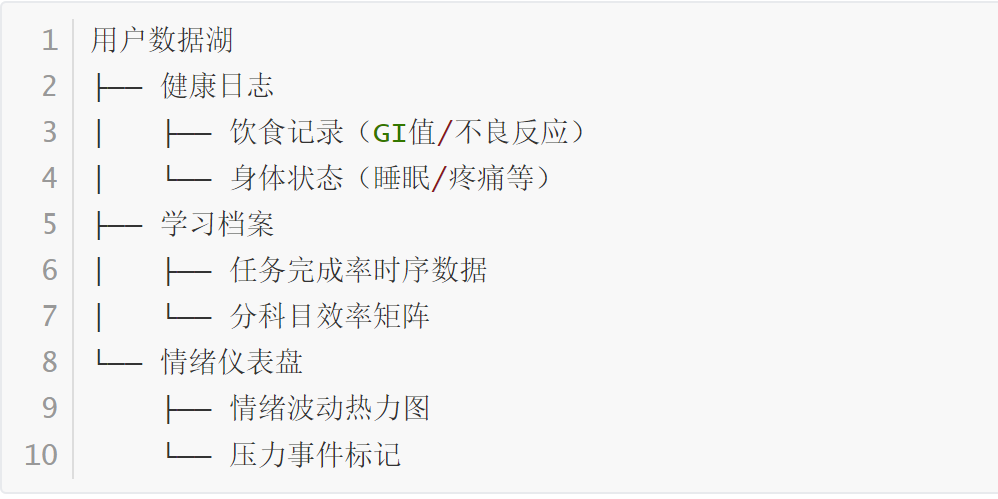 1 用户数据湖
2 ├── 健康日志
3 │   ├── 饮食记录（GI值/不良反应）
4 │   └── 身体状态（睡眠/疼痛等）
5 ├── 学习档案
6 │   ├── 任务完成率时序数据
7 │   └── 分科目效率矩阵
8 └── 情绪仪表盘
9     ├── 情绪波动热力图
10     └── 压力事件标记